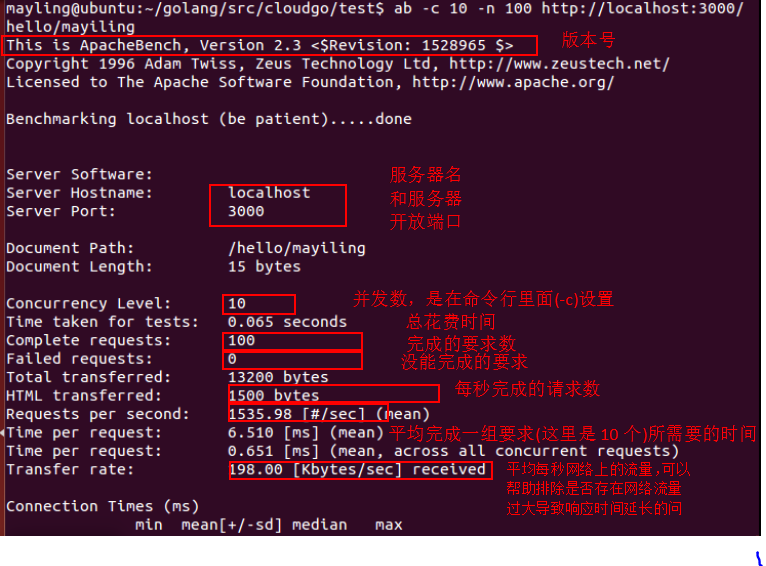 mayling@ubuntu:~/golang/src/cloudgo/test$ ab -c 10 -n 100 http://localhost:3000/
hello/mayiling
This is ApacheBench, Version 2.3 <$Revision: 1528965 $> 版本号
Copyright 1996 Adam Twiss, Zeus Technology Ltd, http://www.zeustech.net/
Licensed to The Apache Software Foundation, http://www.apache.org/
Benchmarking localhost (be patient).....done
Server Software: 服务器名
Server Hostname: localhost 和服务器
Server Port: 3000 开放端口
Document Path: /hello/mayiling
Document Length: 15 bytes
Concurrency Level: 10 并发数，是在命令行里面(-c)设置
Time taken for tests: 0.065 seconds 总花费时间
Complete requests: 100 完成的要求数
Failed requests: 0 没能完成的要求
Total transferred: 13200 bytes
HTML transferred: 1500 bytes 每秒完成的请求数
Requests per second: 1535.98 [#/sec] (mean)
Time per request: 6.510 [ms] (mean) 平均完成一组要求(这里是 10 个)所需要的时间
Time per request: 0.651 [ms] (mean, across all concurrent requests)
Transfer rate: 198.00 [Kbytes/sec] received 平均每秒网络上的流量,可以
帮助排除是否存在网络流量
过大导致响应时间延长的问
Connection Times (ms)
min mean[+/-sd] median max